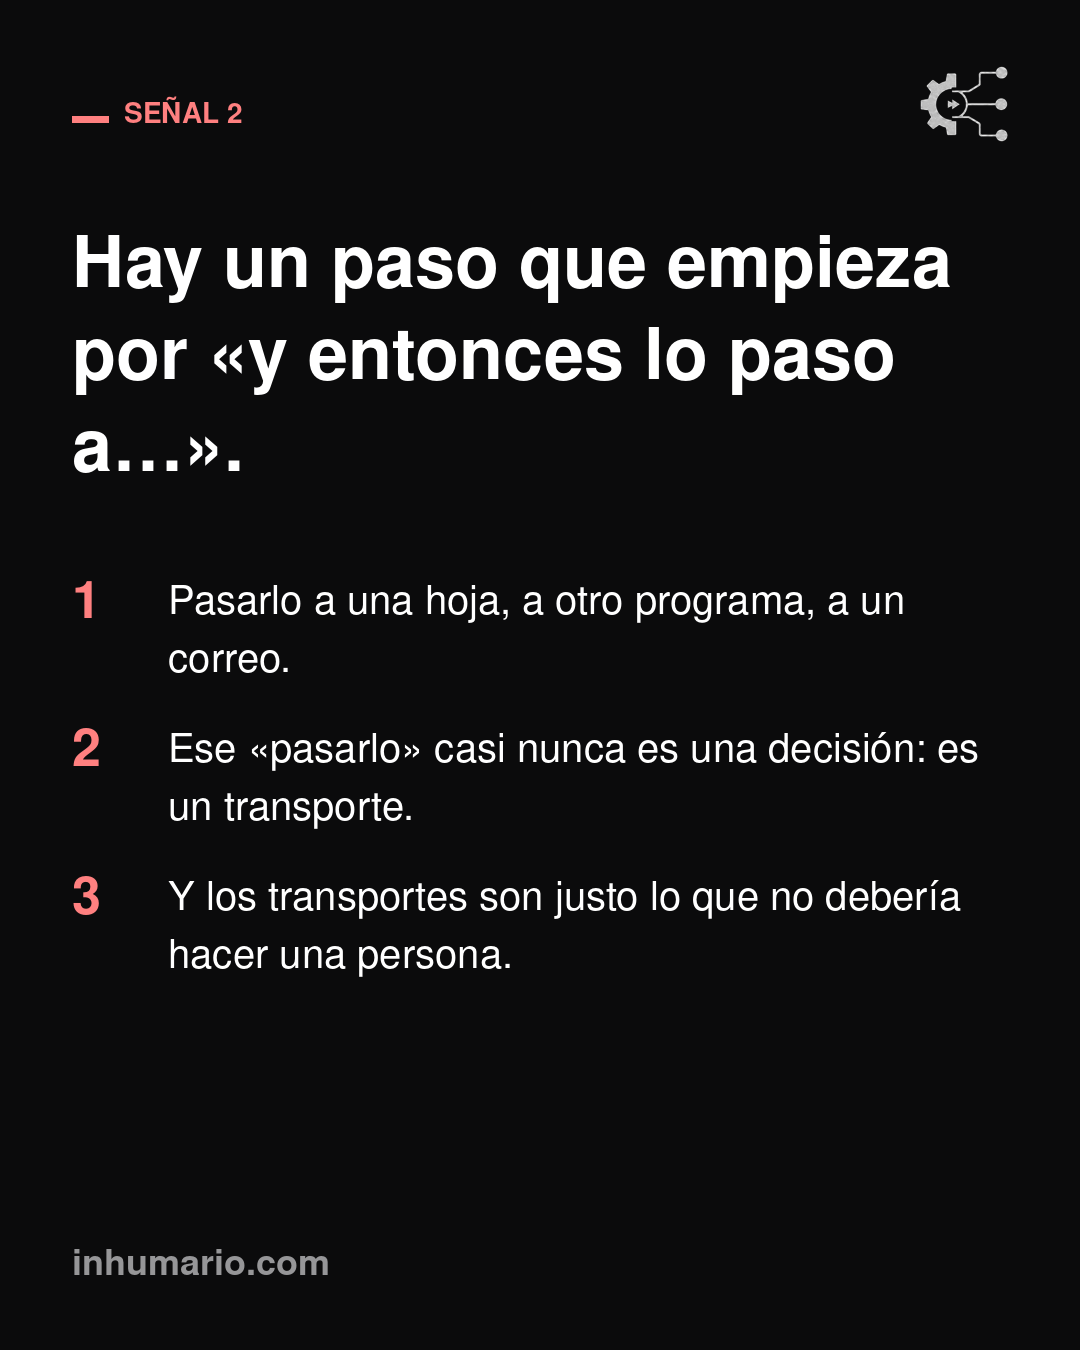 SEÑAL 2
Hay un paso que empieza
por «y entonces lo paso
a…».
1 Pasarlo a una hoja, a otro programa, a un
correo.
2 Ese «pasarlo» casi nunca es una decisión: es
un transporte.
3 Y los transportes son justo lo que no debería
hacer una persona.
inhumario.com